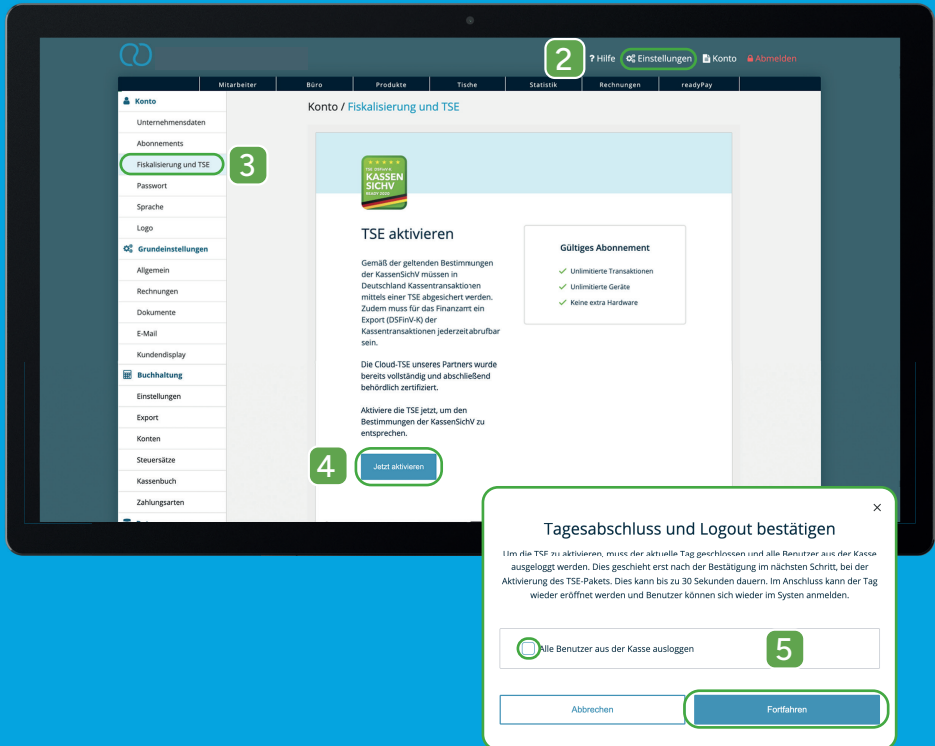 2
? Hilfe
Einstellungen
Konto
Abmelden
Mitarbeiter
Büro
Produkte
Tische
Statistik
Rechnungen
readyPay
Konto
Unternehmensdaten
Abonnements
Fiskalisierung und TSE
3
Passwort
Sprache
Logo
Grundeinstellungen
Allgemein
Rechnungen
Dokumente
E-Mail
Kundendisplay
Buchhaltung
Einstellungen
Export
Konten
Steuersätze
Kassenbuch
Zahlungsarten
Konto / Fiskalisierung und TSE
KASSEN
SICHV
TSE aktivieren
Gemäß der geltenden Bestimmungen
der KassenSichV müssen in
Deutschland Kassentransaktionen
mittels einer TSE abgesichert werden.
Zudem muss für das Finanzamt ein
Export (DSFinV-K) der
Kassentransaktionen jederzeitabrufbar
sein.
Die Cloud-TSE unseres Partners wurde
bereits vollständig und abschließend
behördlich zertifiziert.
Aktiviere die TSE jetzt, um den
Bestimmungen der KassenSichV zu
entsprechen.
4
Jetzt aktivieren
Gültiges Abonnement
Unlimitierte Transaktionen
Unlimitierte Geräte
Keine extra Hardware
Tagesabschluss und Logout bestätigen
Um die TSE zu aktivieren, muss der aktuelle Tag geschlossen und alle Benutzer aus der Kasse
ausgeloggt werden. Dies geschieht erst nach der Bestätigung im nächsten Schritt, bei der
Aktivierung des TSE-Pakets. Dies kann bis zu 30 Sekunden dauern. Im Anschluss kann der Tag
wieder eröffnet werden und Benutzer können sich wieder im Systen anmelden.
Alle Benutzer aus der Kasse ausloggen
5
Abbrechen
Fortfahren